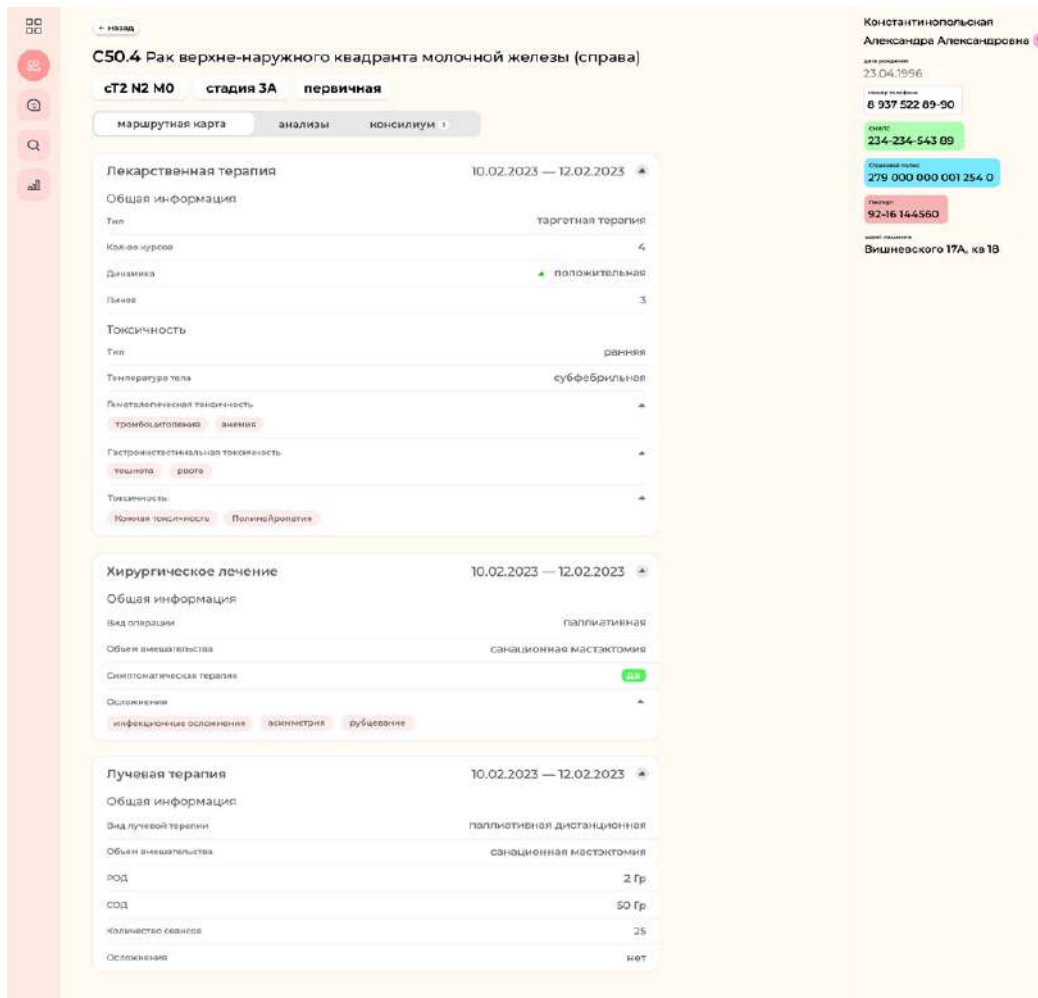 ← назад
C50.4 Рак верхне-наружного квадранта молочной железы (справа)
cT2 N2 M0 стадия 3А первичная
маршрутная карта анализы консилиум
Лекарственная терапия 10.02.2023 — 12.02.2023
Общая информация
Тип таргетная терапия
Кол-во курсов 4
Динамика положительная
Линия 3
Токсичность
Тип ранняя
Температура тела субфебрильная
Гематологическая токсичность
тромбоцитопения анемия
Гастроинтестинальная токсичность
тошнота рвота
Токсичность
Кожная токсичность Полинейропатия
Хирургическое лечение 10.02.2023 — 12.02.2023
Общая информация
Вид операции паллиативная
Объем вмешательства санационная мастэктомия
Симптоматическая терапия да
Осложнения
инфекционные осложнения асимметрия рубцевание
Лучевая терапия 10.02.2023 — 12.02.2023
Общая информация
Вид лучевой терапии паллиативная дистанционная
Объем вмешательства санационная мастэктомия
РОД 2 Гр
СОД 50 Гр
Количество сеансов 25
Осложнения нет
Константинопольская
Александра Александровна
дата рождения
23.04.1996
Номер телефона
8 937 522 89-90
СНИЛС
234-234-543 89
Страховой полис
279 000 000 001 254 0
Паспорт
92-16 144560
адрес пациента
Вишневского 17А, кв 18